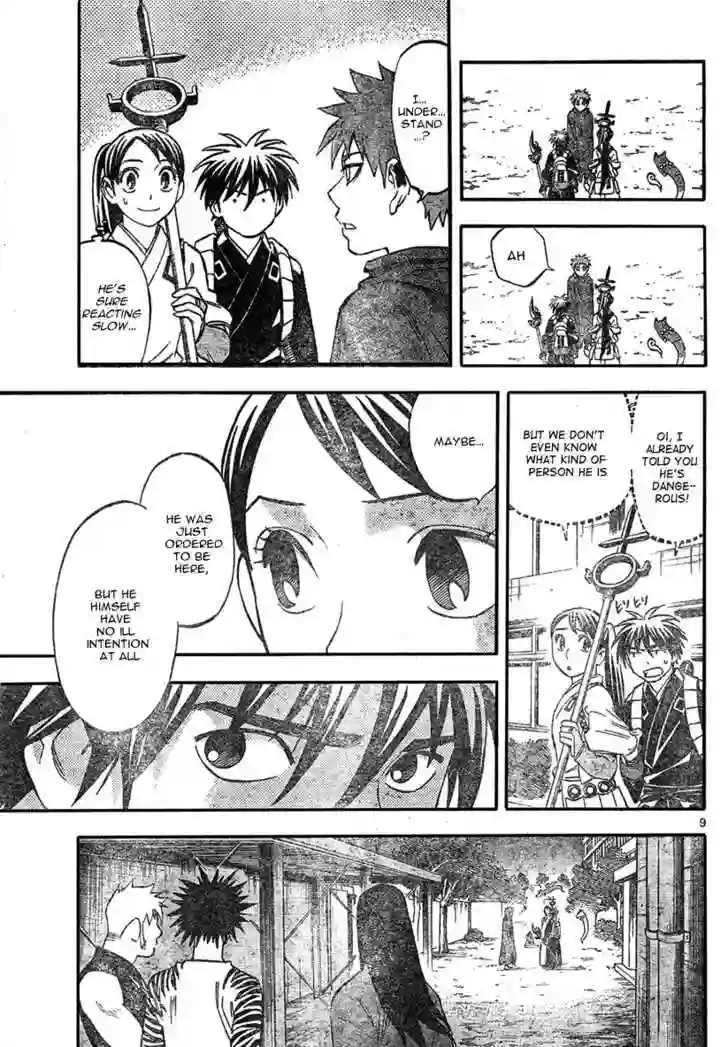 AH
I...
UNDER...
STAND
...?
HE'S
SURE
REACTING
SLOW...
OI, I
ALREADY
TOLD YOU
HE'S
DANGE-
ROUS!
BUT WE DON'T
EVEN KNOW
WHAT KIND OF
PERSON HE IS
MAYBE...
HE WAS
JUST
ORDERED
TO BE
HERE,
BUT HE
HIMSELF
HAVE
NO ILL
INTENTION
AT ALL
9